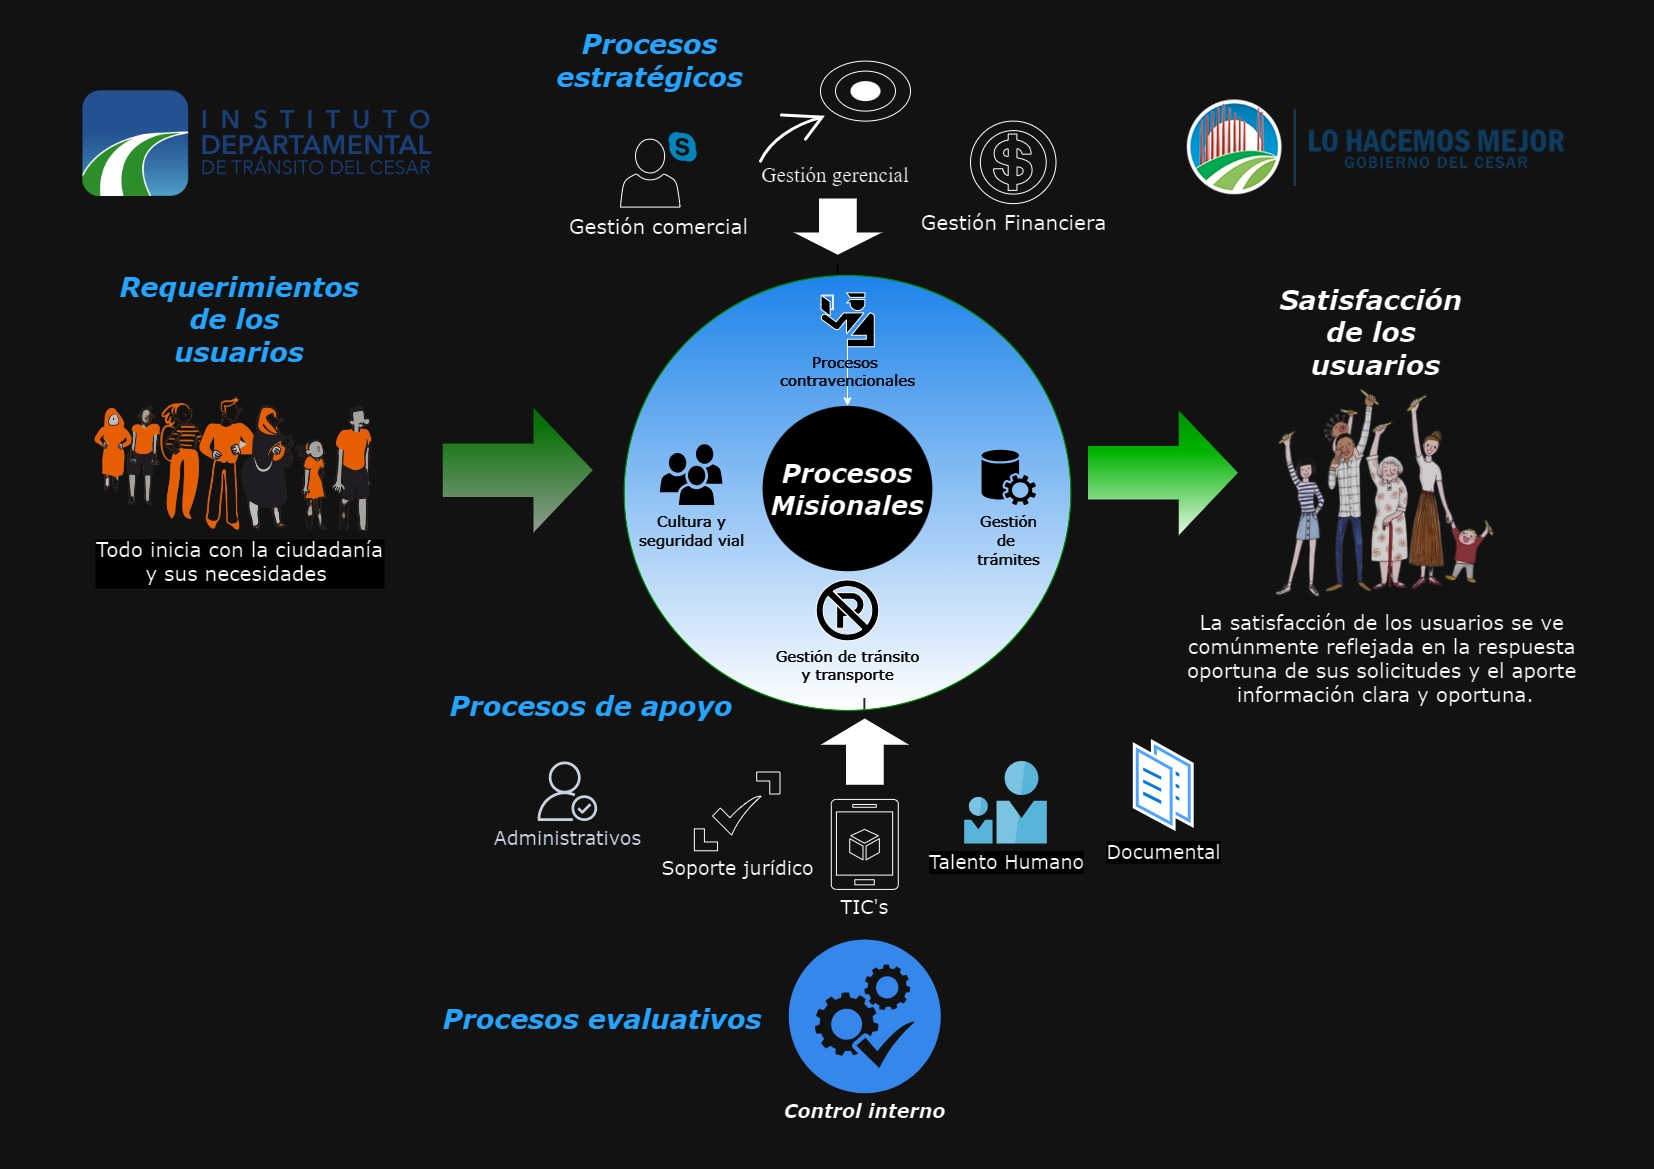 Procesos
estratégicos
INSTITUTO
DEPARTAMENTAL
DE TRÁNSITO DEL CESAR
LO HACEMOS MEJOR
GOBIERNO DEL CESAR
S
Gestión gerencial
$
Gestión comercial
Gestión Financiera
Requerimientos
de los
usuarios
Satisfacción
de los
usuarios
Procesos
contravencionales
Procesos
Misionales
Cultura y
seguridad vial
Gestión
de
trámites
Todo inicia con la ciudadanía
y sus necesidades
P
Gestión de tránsito
y transporte
La satisfacción de los usuarios se ve
comúnmente reflejada en la respuesta
oportuna de sus solicitudes y el aporte
información clara y oportuna.
Procesos de apoyo
Administrativos
Soporte jurídico
TIC's
Talento Humano
Documental
Procesos evaluativos
Control interno